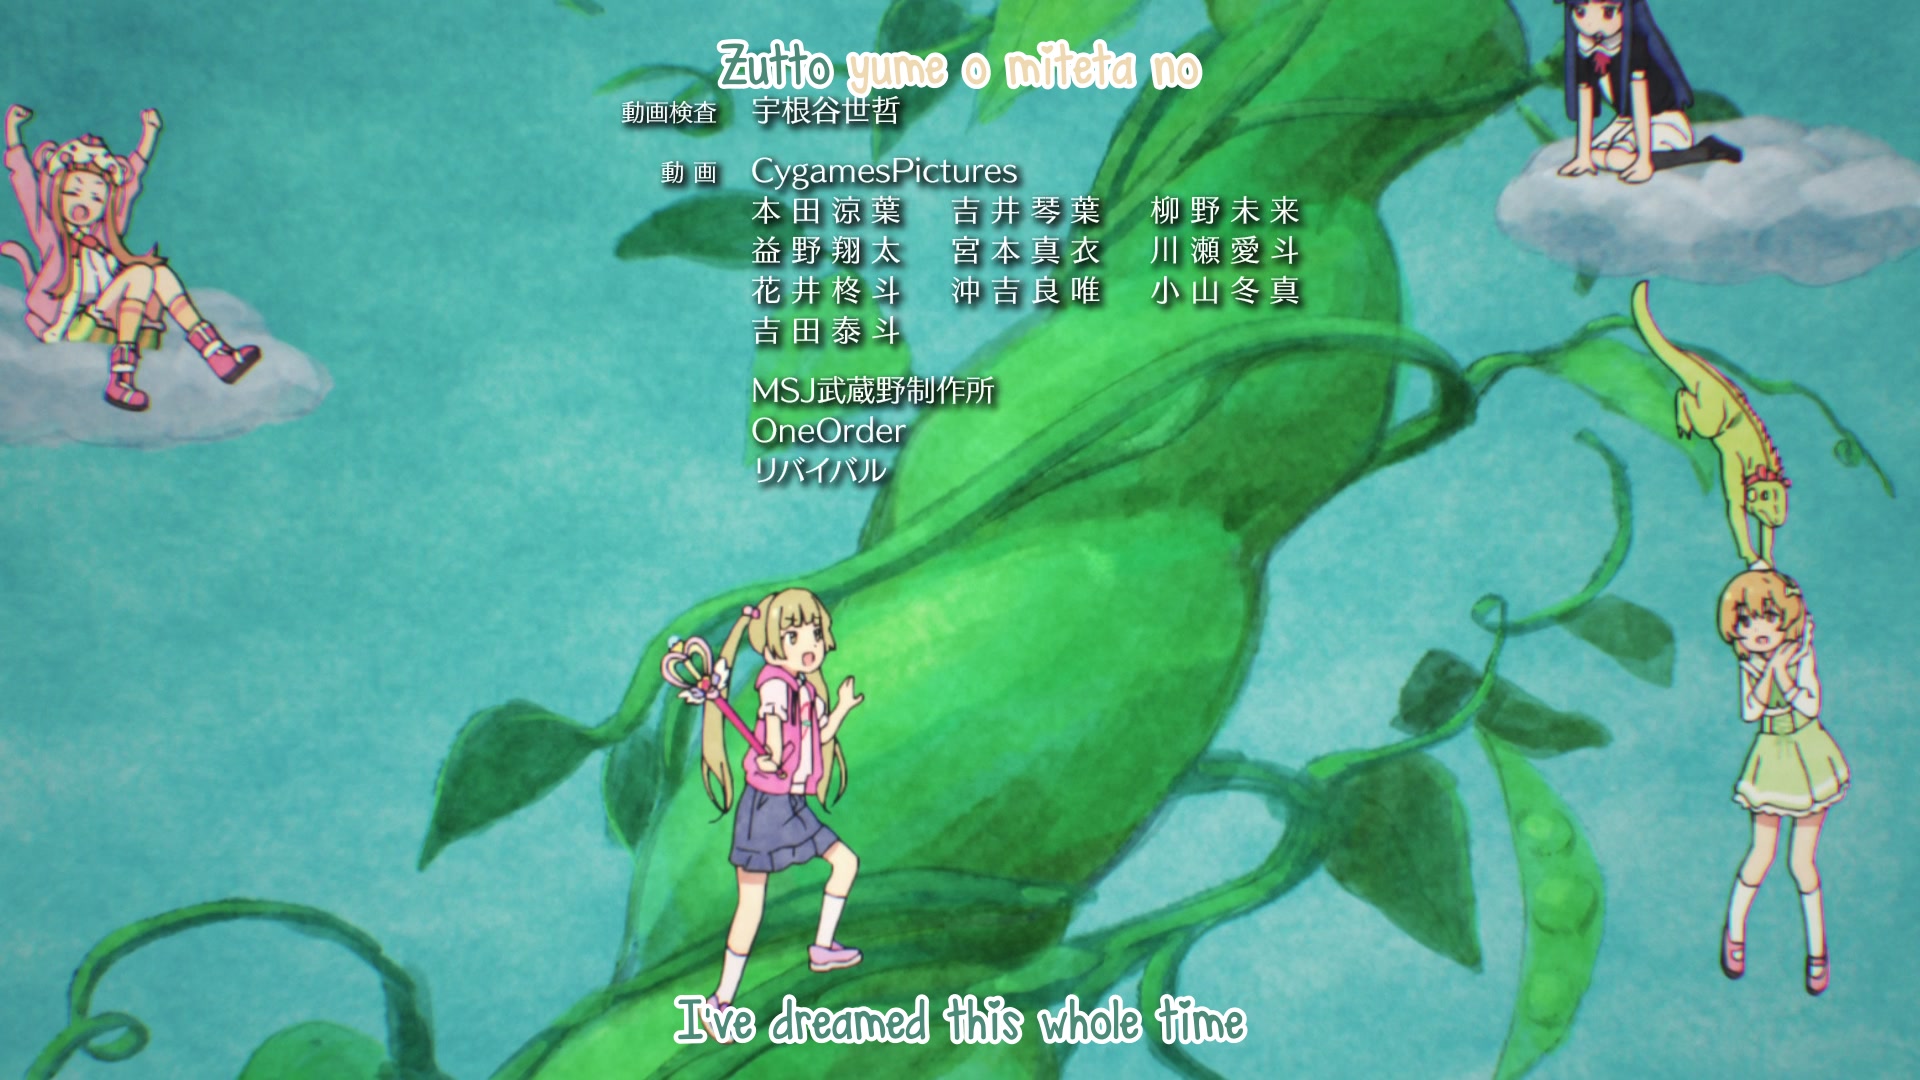 Zutto yume o miteta no
動画検査 宇根谷世哲
動画 CygamesPictures
本田涼葉 吉井琴葉 柳野未来
益野翔太 宮本真衣 川瀬愛斗
花井柊斗 沖吉良唯 小山冬真
吉田泰斗
MSJ武蔵野制作所
OneOrder
リバイバル
I've dreamed this whole time